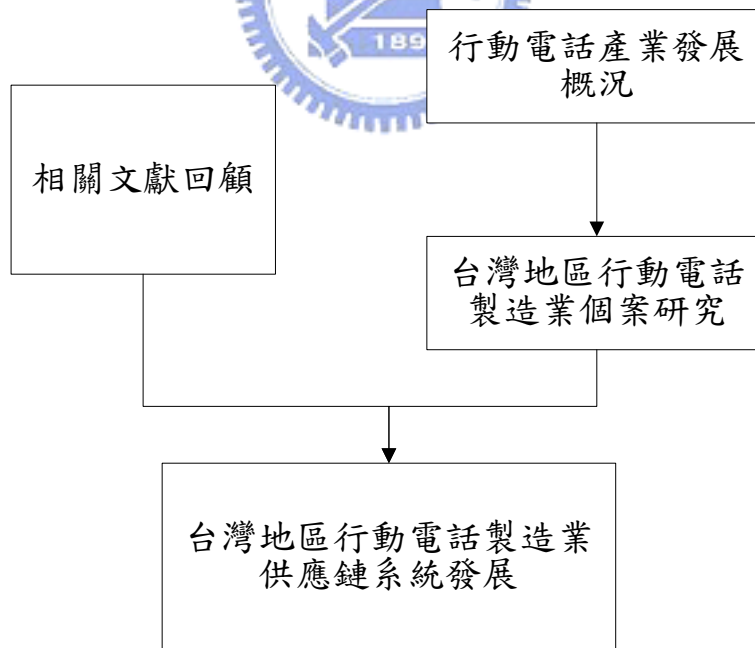 189
行動電話產業發展
概況
相關文獻回顧
台灣地區行動電話
製造業個案研究
台灣地區行動電話製造業
供應鏈系統發展